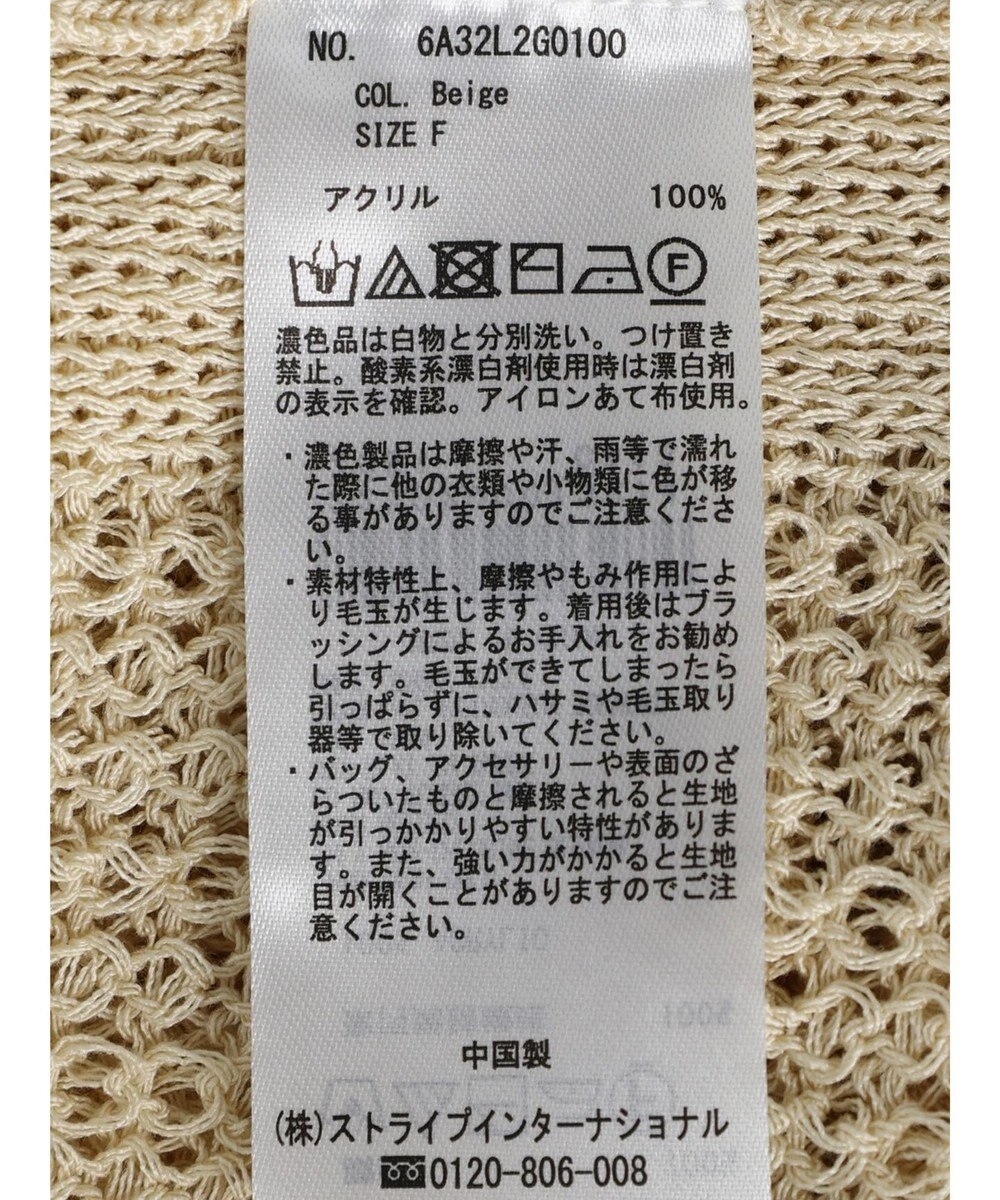 NO. 6A32L2G0100
COL. Beige
SIZE F
アクリル 100%
F
濃色品は白物と分別洗い。つけ置き
禁止。酸素系漂白剤使用時は漂白剤
の表示を確認。アイロンあて布使用。
・濃色製品は摩擦や汗、雨等で濡れ
た際に他の衣類や小物類に色が移
る事がありますのでご注意くださ
い。
・素材特性上、摩擦やもみ作用によ
り毛玉が生じます。着用後はブラ
ッシングによるお手入れをお勧め
します。毛玉ができてしまったら
引っぱらずに、ハサミや毛玉取り
器等で取り除いてください。
・バッグ、アクセサリーや表面のざ
らついたものと摩擦されると生地
が引っかかりやすい特性がありま
す。また、強い力がかかると生地
目が開くことがありますのでご注
意ください。
中国製
(株)ストライプインターナショナル
0120-806-008